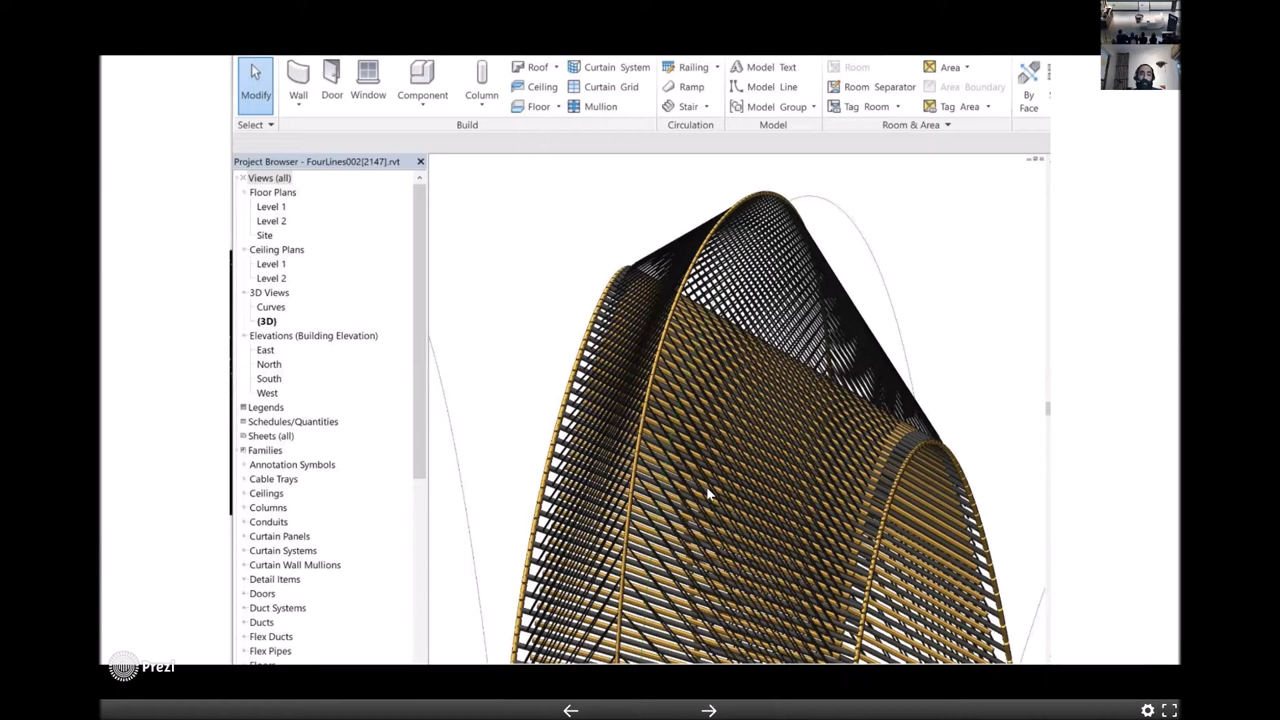 Modify
Wall
Door
Window
Component
Column
Roof
Ceiling
Floor
Curtain System
Curtain Grid
Mullion
Railing
Ramp
Stair
Model Text
Model Line
Model Group
Room
Room Separator
Tag Room
Area
Area Boundary
Tag Area
By
Face
Select
Build
Circulation
Model
Room & Area
Project Browser - FourLines002[2147].rvt
Views (all)
Floor Plans
Level 1
Level 2
Site
Ceiling Plans
Level 1
Level 2
3D Views
Curves
{3D}
Elevations (Building Elevation)
East
North
South
West
Legends
Schedules/Quantities
Sheets (all)
Families
Annotation Symbols
Cable Trays
Ceilings
Columns
Conduits
Curtain Panels
Curtain Systems
Curtain Wall Mullions
Detail Items
Doors
Duct Systems
Ducts
Flex Ducts
Flex Pipes
Prezi